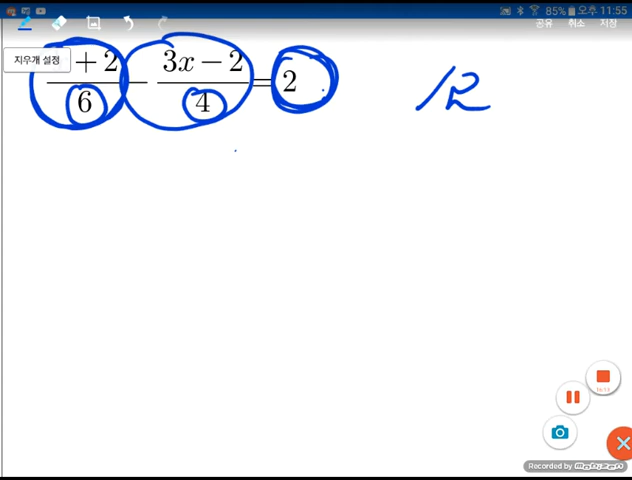 85% 오후 11:55
공유 취소 저장
지우개 설정
+ 2 / 6 − 3x − 2 / 4 = 2
12
Recorded by Mobizen